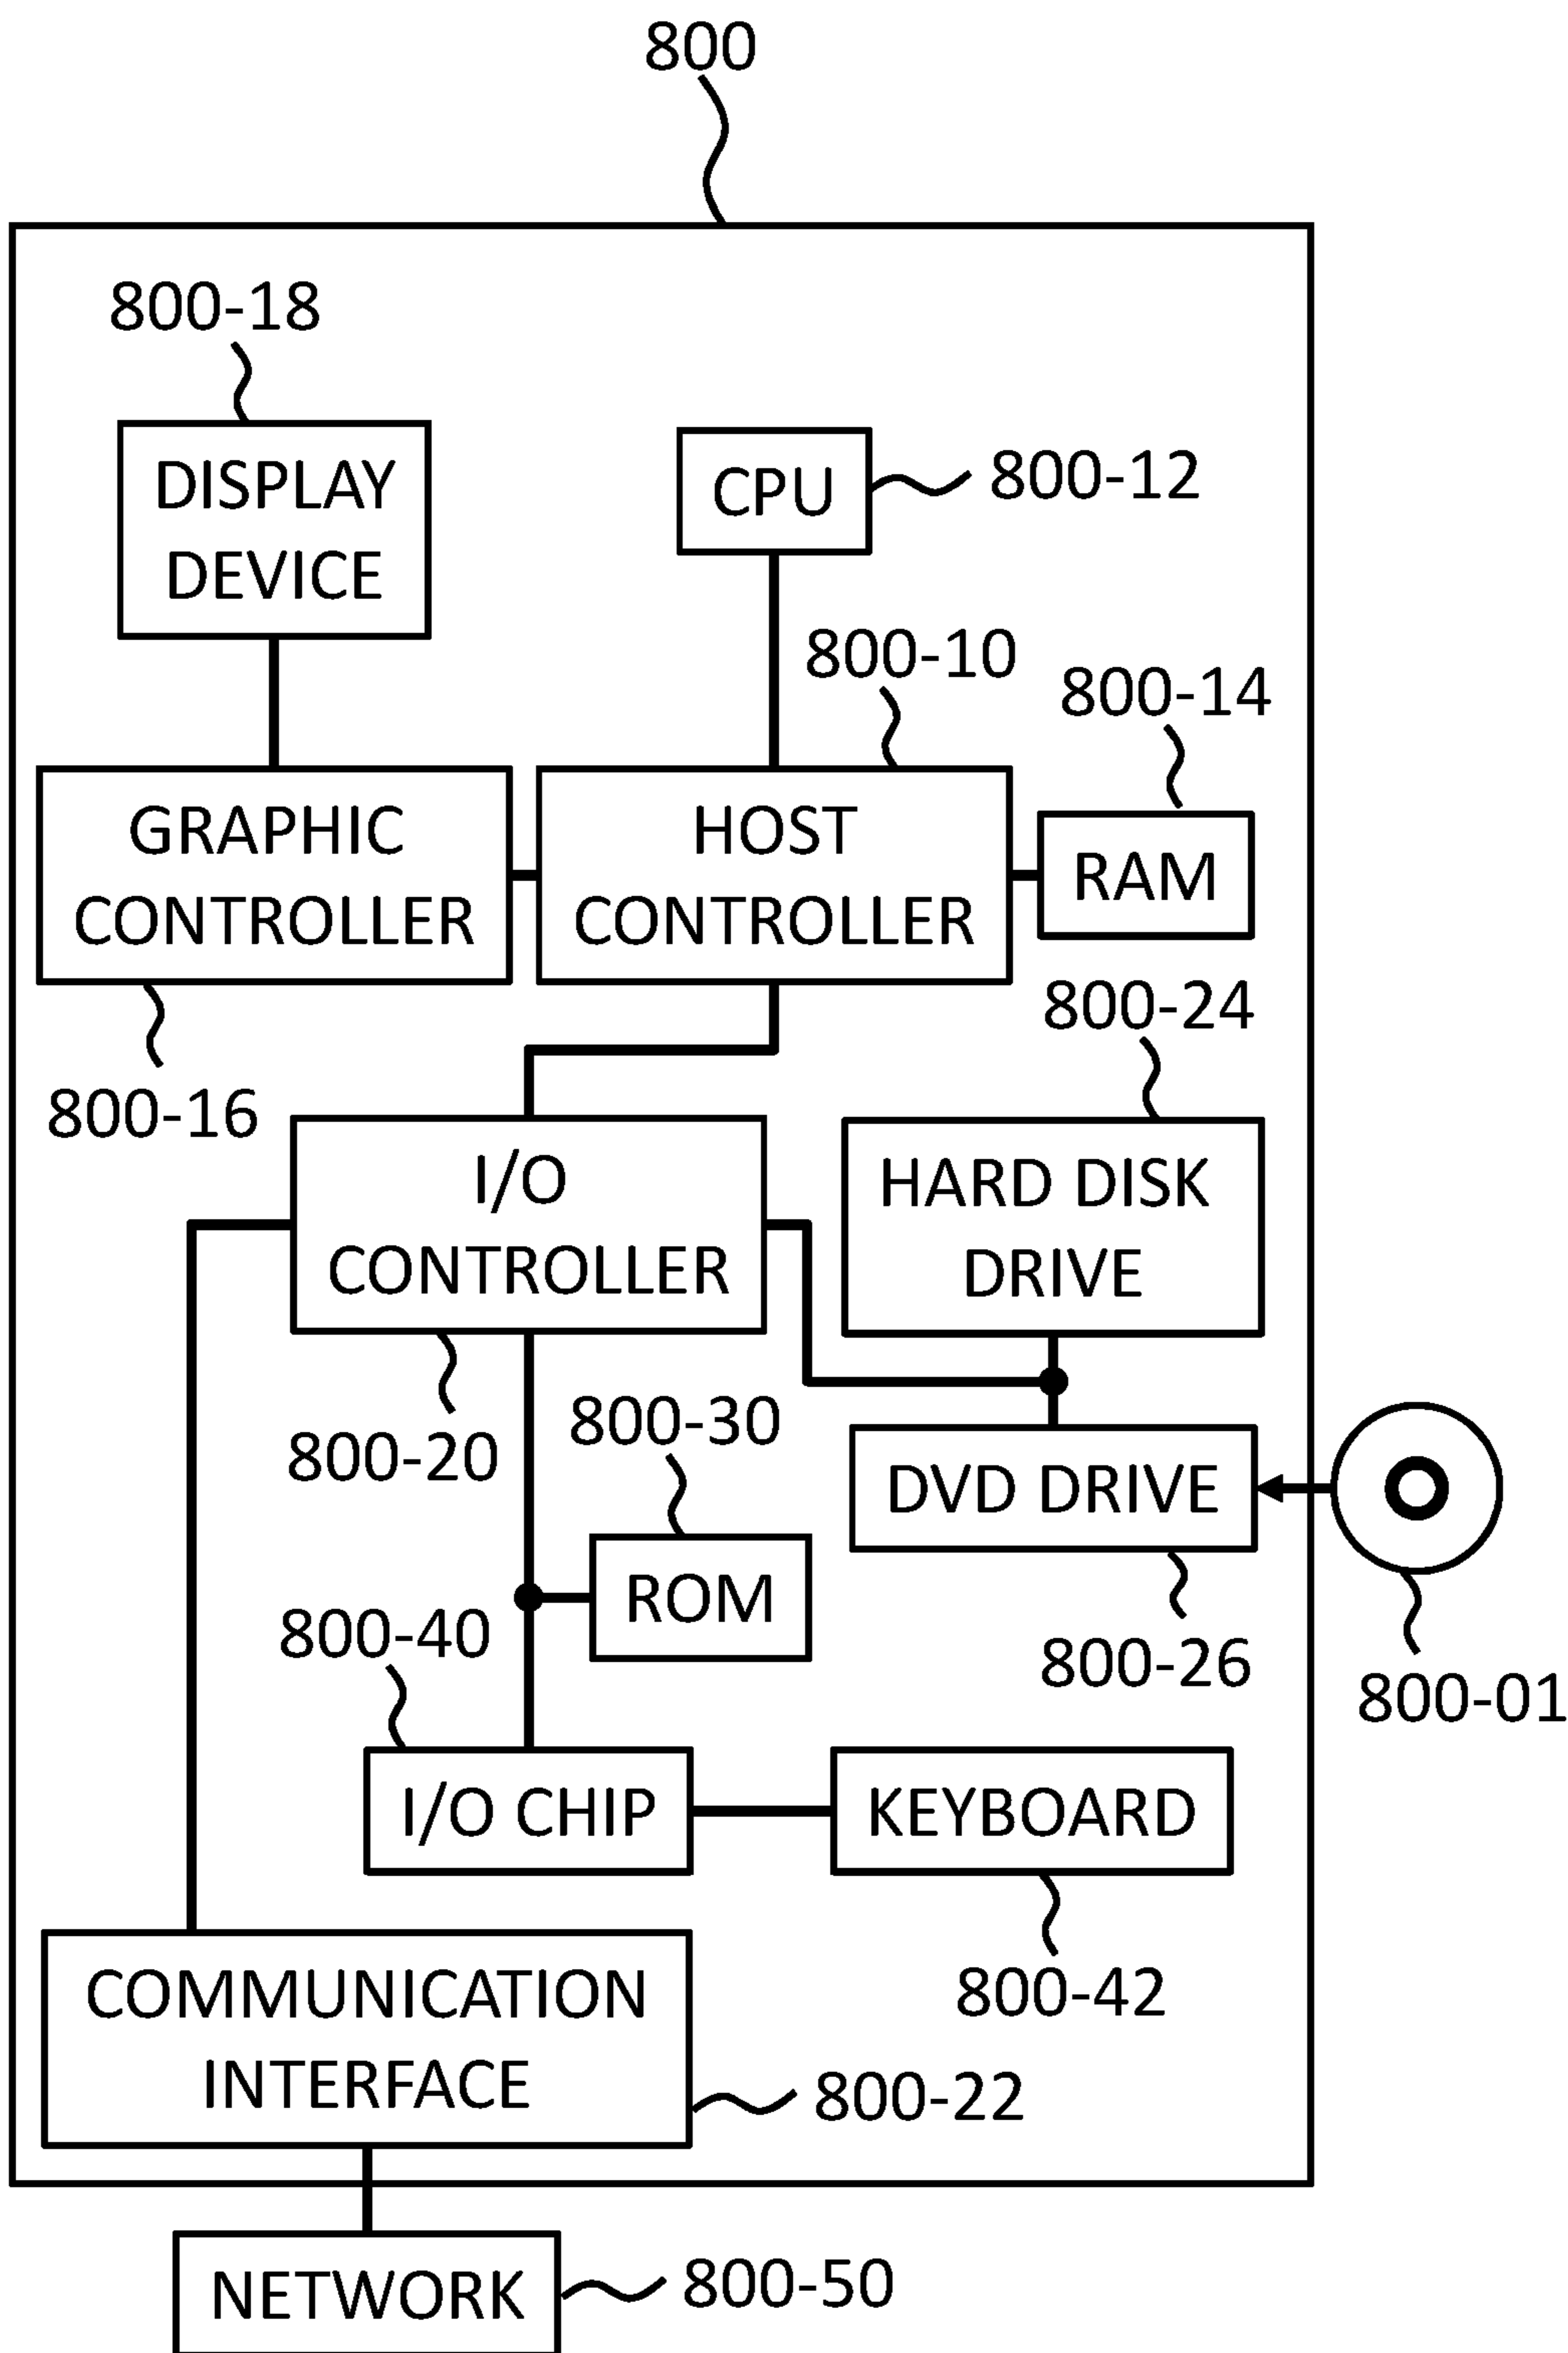 800
800-18
DISPLAY
DEVICE
CPU
800-12
800-10
800-14
GRAPHIC
CONTROLLER
HOST
CONTROLLER
RAM
800-24
800-16
I/O
CONTROLLER
HARD DISK
DRIVE
800-20
800-30
DVD DRIVE
ROM
800-40
800-26
800-01
I/O CHIP
KEYBOARD
800-42
COMMUNICATION
INTERFACE
800-22
NETWORK
800-50